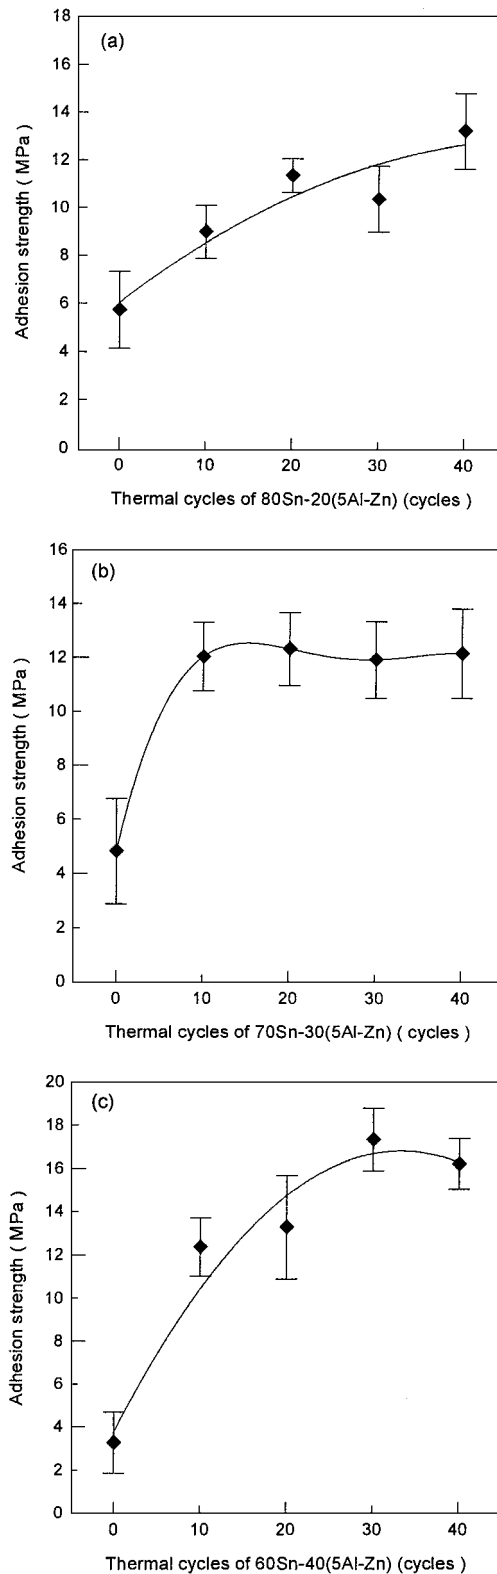 (a)
18
16
14
12
10
8
6
4
2
0
Adhesion strength ( MPa )
0 10 20 30 40
Thermal cycles of 80Sn-20(5Al-Zn) (cycles )
(b)
16
14
12
10
8
6
4
2
0
Adhesion strength ( MPa )
0 10 20 30 40
Thermal cycles of 70Sn-30(5Al-Zn) ( cycles )
(c)
20
18
16
14
12
10
8
6
4
2
0
Adhesion strength ( MPa )
0 10 20 30 40
Thermal cycles of 60Sn-40(5Al-Zn) (cycles )